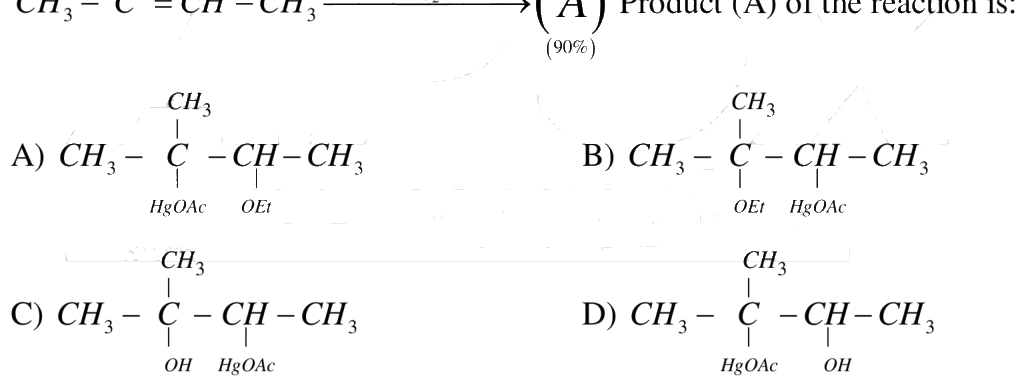 CH₃ – C = CH – CH₃ → (A) Product (A) of the reaction is:
(90%)
CH₃ CH₃
A) CH₃ – C – CH – CH₃ B) CH₃ – C – CH – CH₃
HgOAc OEt OEt HgOAc
CH₃ CH₃
C) CH₃ – C – CH – CH₃ D) CH₃ – C – CH – CH₃
OH HgOAc HgOAc OH